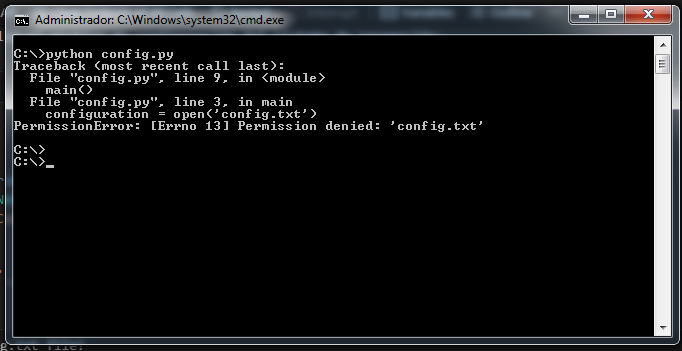 Administrador: C:\Windows\system32\cmd.exe
C:\>python config.py
Traceback (most recent call last):
  File "config.py", line 9, in <module>
    main()
  File "config.py", line 3, in main
    configuration = open('config.txt')
PermissionError: [Errno 13] Permission denied: 'config.txt'
C:\>
C:\>_
g.txt file.